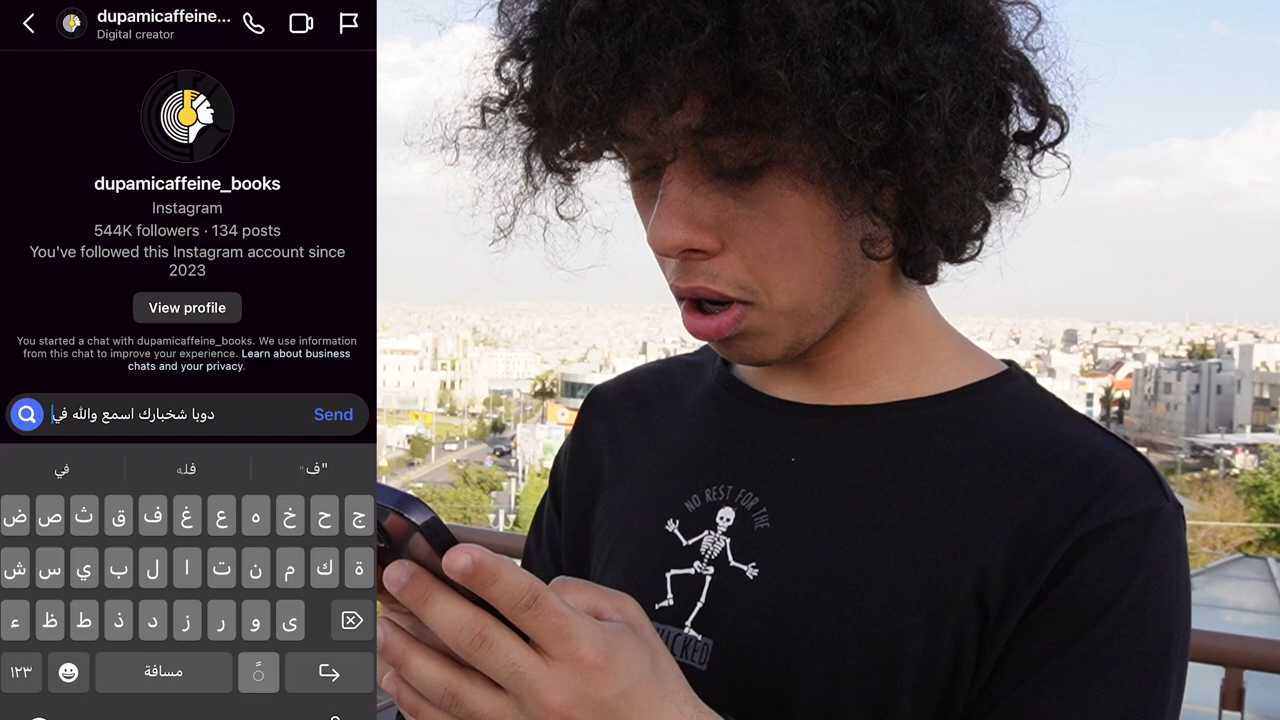 dupamicaffeine...
Digital creator
dupamicaffeine_books
Instagram
544K followers · 134 posts
You've followed this Instagram account since
2023
View profile
You started a chat with dupamicaffeine_books. We use information
from this chat to improve your experience. Learn about business
chats and your privacy.
دوبا شخبارك اسمع والله في
Send
في
فله
"ف"
ض ص ث ق ف غ ع ه خ ح ج
ش س ي ب ل ا ت ن م ك ة
ء ظ ط ذ د ز ر و ى
١٢٣
مسافة
NO REST FOR THE
WICKED